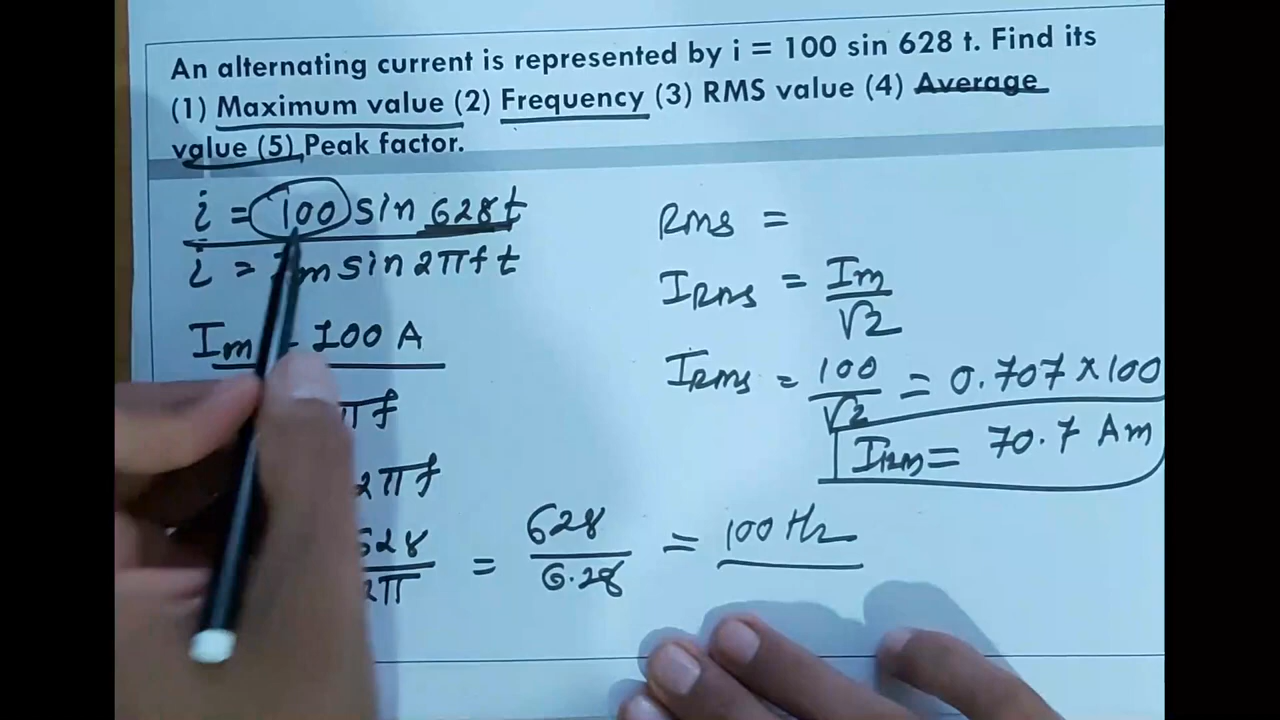 An alternating current is represented by i = 100 sin 628 t. Find its
(1) Maximum value (2) Frequency (3) RMS value (4) Average
value (5) Peak factor.
i = 100 sin 628t
i = m sin 2πft
Im = 100 A
πf
2πf
628
2π
= 628
6.28
= 100 Hz
Rms =
IRms = Im
√2
IRms = 100
√2
= 0.707 × 100
= 70.7 Am